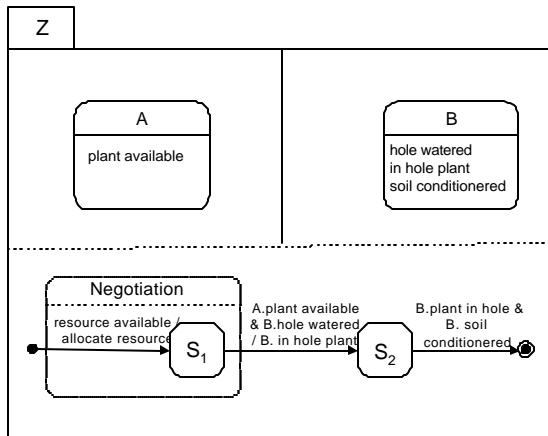 Z
A
plant available
B
hole watered
in hole plant
soil conditionered
Negotiation
resource available /
allocate resource
S1
A.plant available
& B.hole watered
/ B. in hole plant
S2
B.plant in hole &
B. soil
conditionered